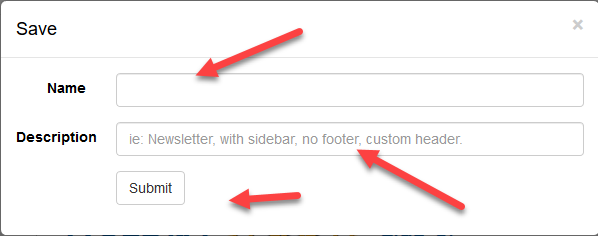 Save
×
Name
Description
ie: Newsletter, with sidebar, no footer, custom header.
Submit